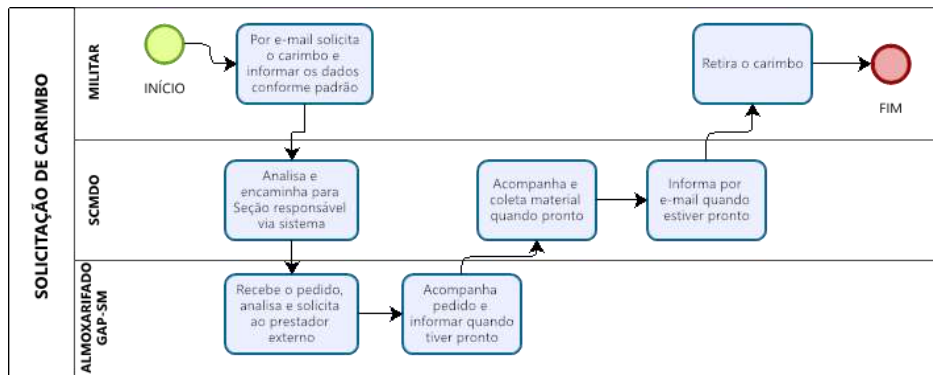 SOLICITAÇÃO DE CARIMBO
MILITAR
INÍCIO
Por e-mail solicita
o carimbo e
informar os dados
conforme padrão
Retira o carimbo
FIM
SCMDO
Analisa e
encaminha para
Seção responsável
via sistema
Acompanha e
coleta material
quando pronto
Informa por
e-mail quando
estiver pronto
ALMOXARIFADO
GAP-SM
Recebe o pedido,
analisa e solicita
ao prestador
externo
Acompanha
pedido e
informar quando
tiver pronto